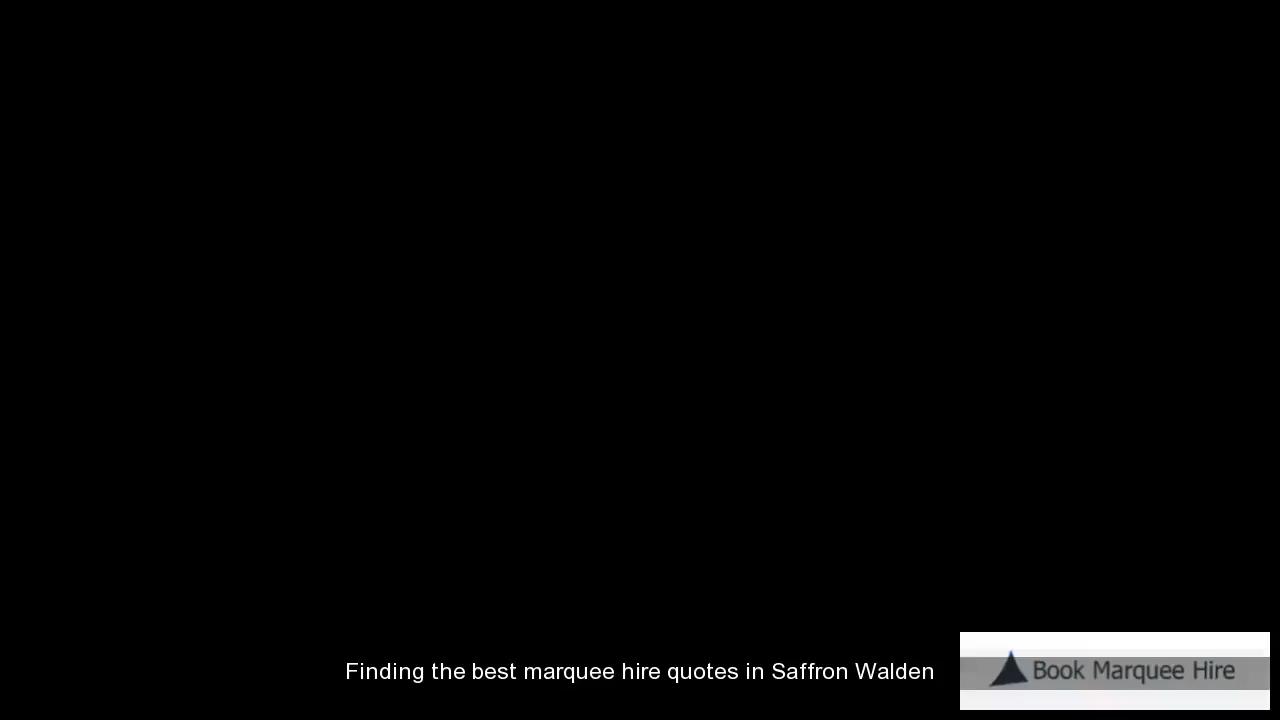 Finding the best marquee hire quotes in Saffron Walden
Book Marquee Hire